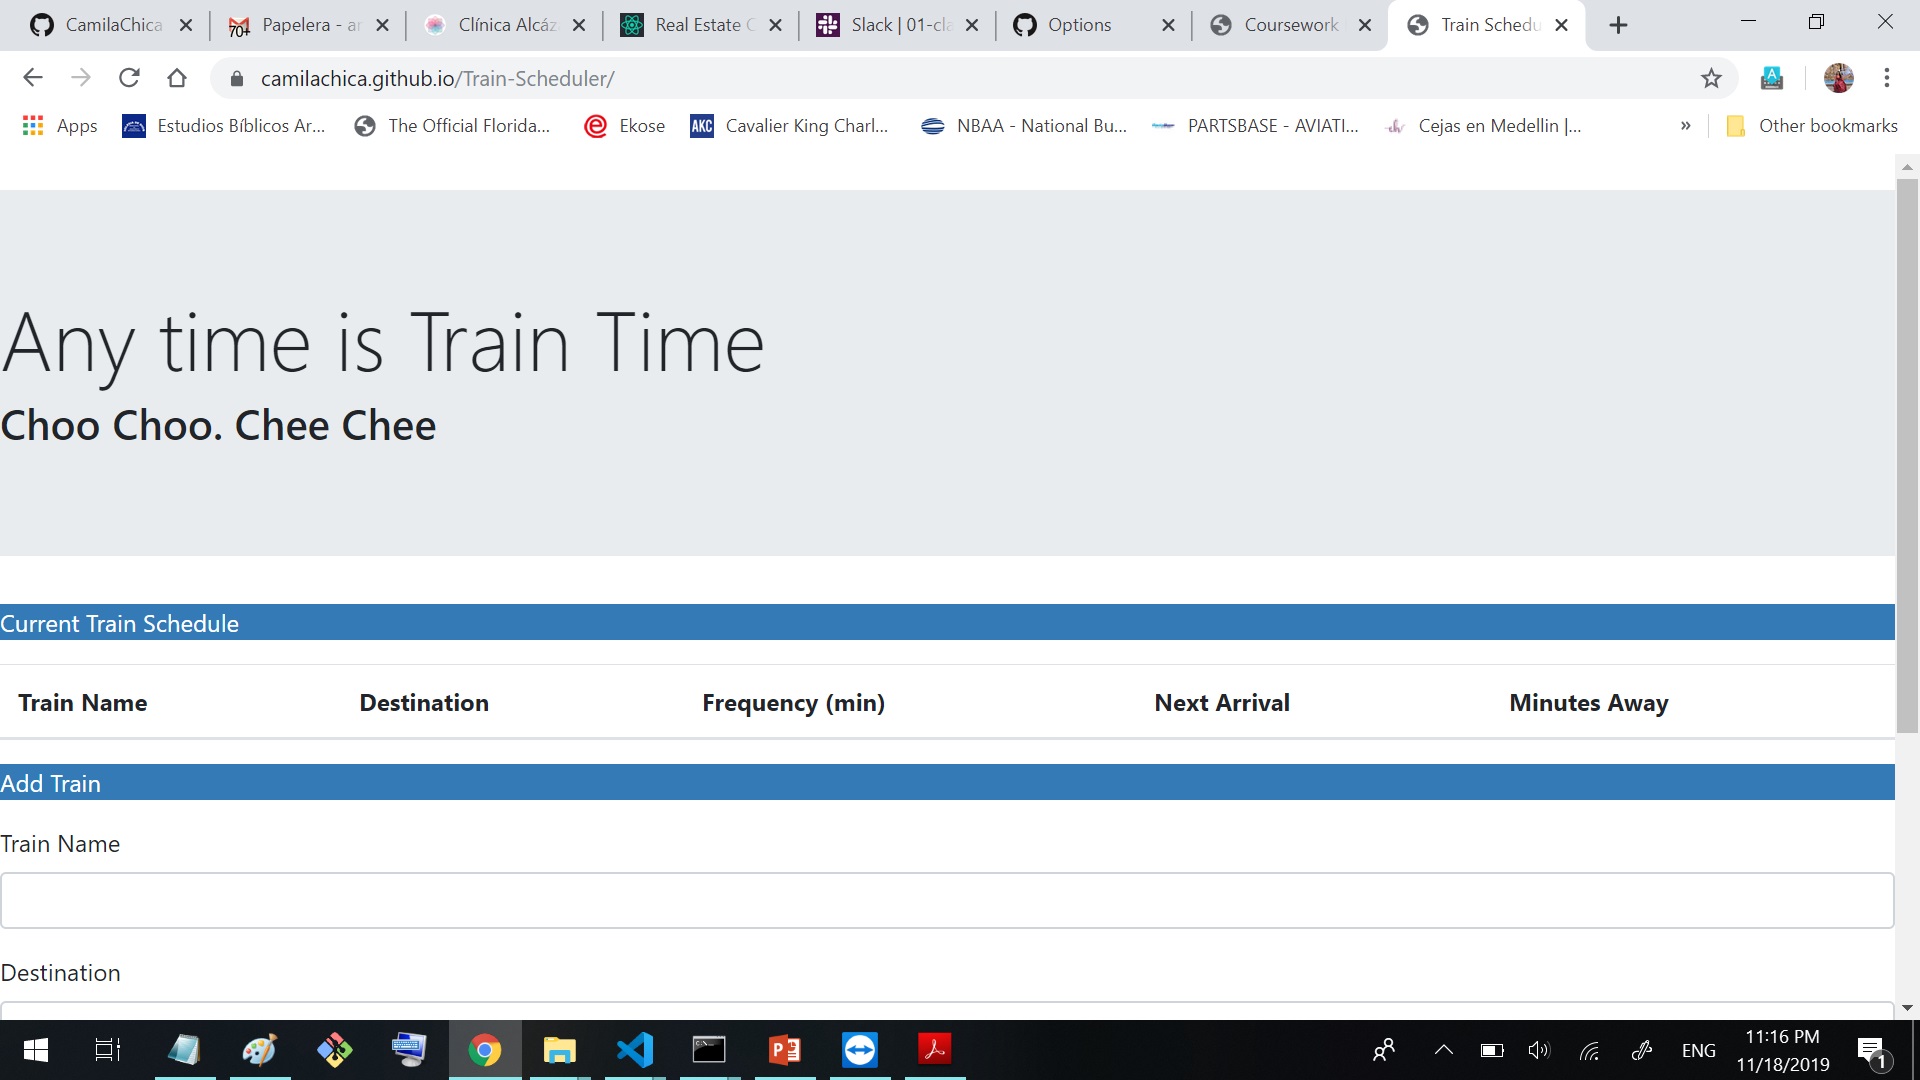 CamilaChica
Papelera - ar
Clínica Alcáz
Real Estate C
Slack | 01-cla
Options
Coursework
Train Schedu
camilachica.github.io/Train-Scheduler/
Apps
Estudios Bíblicos Ar...
The Official Florida...
Ekose
AKC
Cavalier King Charl...
NBAA - National Bu...
PARTSBASE - AVIATI...
Cejas en Medellin |...
»
Other bookmarks
Any time is Train Time
Choo Choo. Chee Chee
Current Train Schedule
Train Name Destination Frequency (min) Next Arrival Minutes Away
Add Train
Train Name
Destination
ENG
11:16 PM
11/18/2019
1